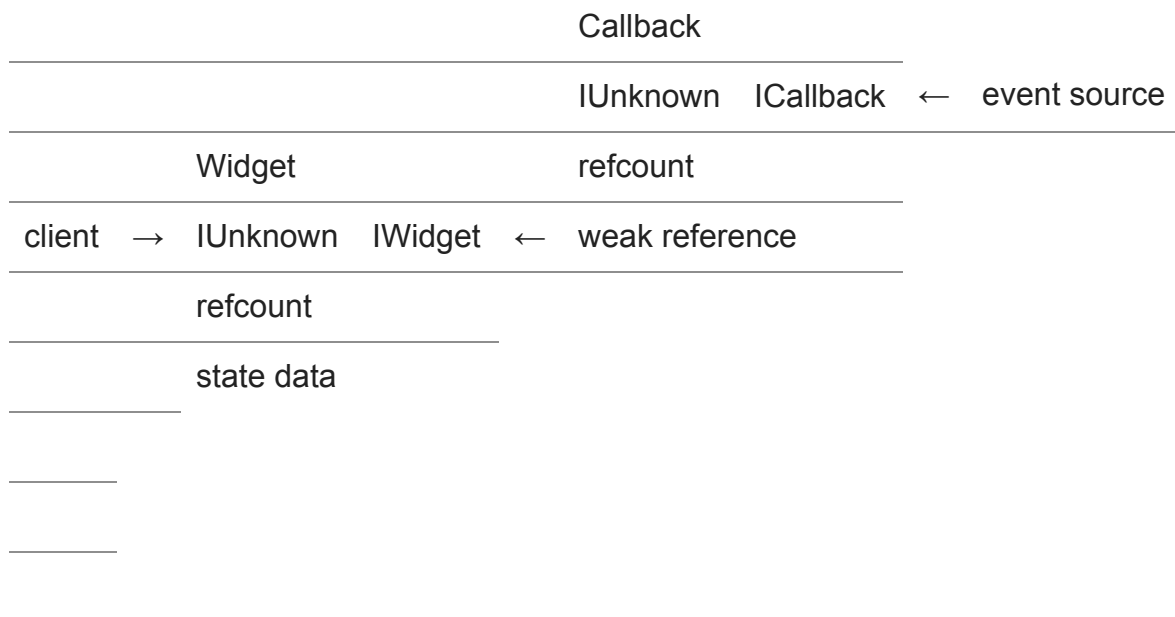 Callback
IUnknown ICallback ← event source
Widget refcount
client → IUnknown IWidget ← weak reference
refcount
state data